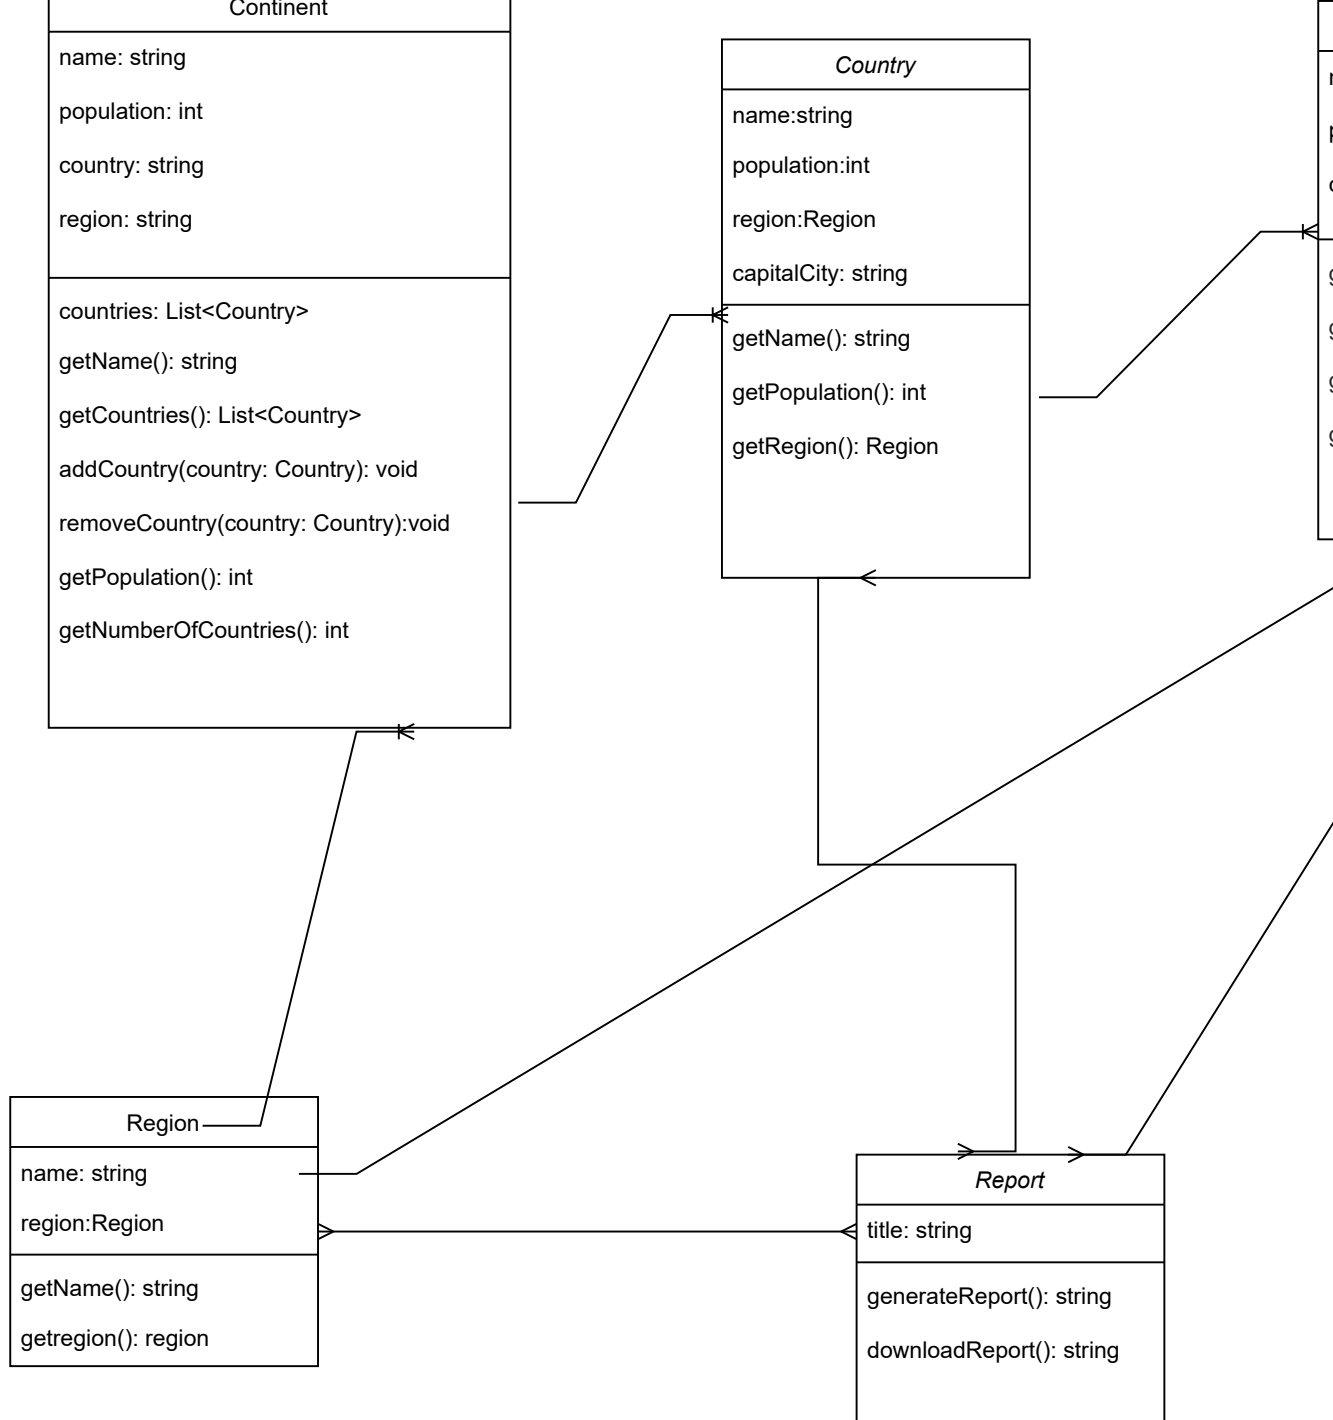 Continent
name: string
population: int
country: string
region: string
countries: List<Country>
getName(): string
getCountries(): List<Country>
addCountry(country: Country): void
removeCountry(country: Country):void
getPopulation(): int
getNumberOfCountries(): int
Country
name:string
population:int
region:Region
capitalCity: string
getName(): string
getPopulation(): int
getRegion(): Region
Region
name: string
region:Region
getName(): string
getregion(): region
Report
title: string
generateReport(): string
downloadReport(): string